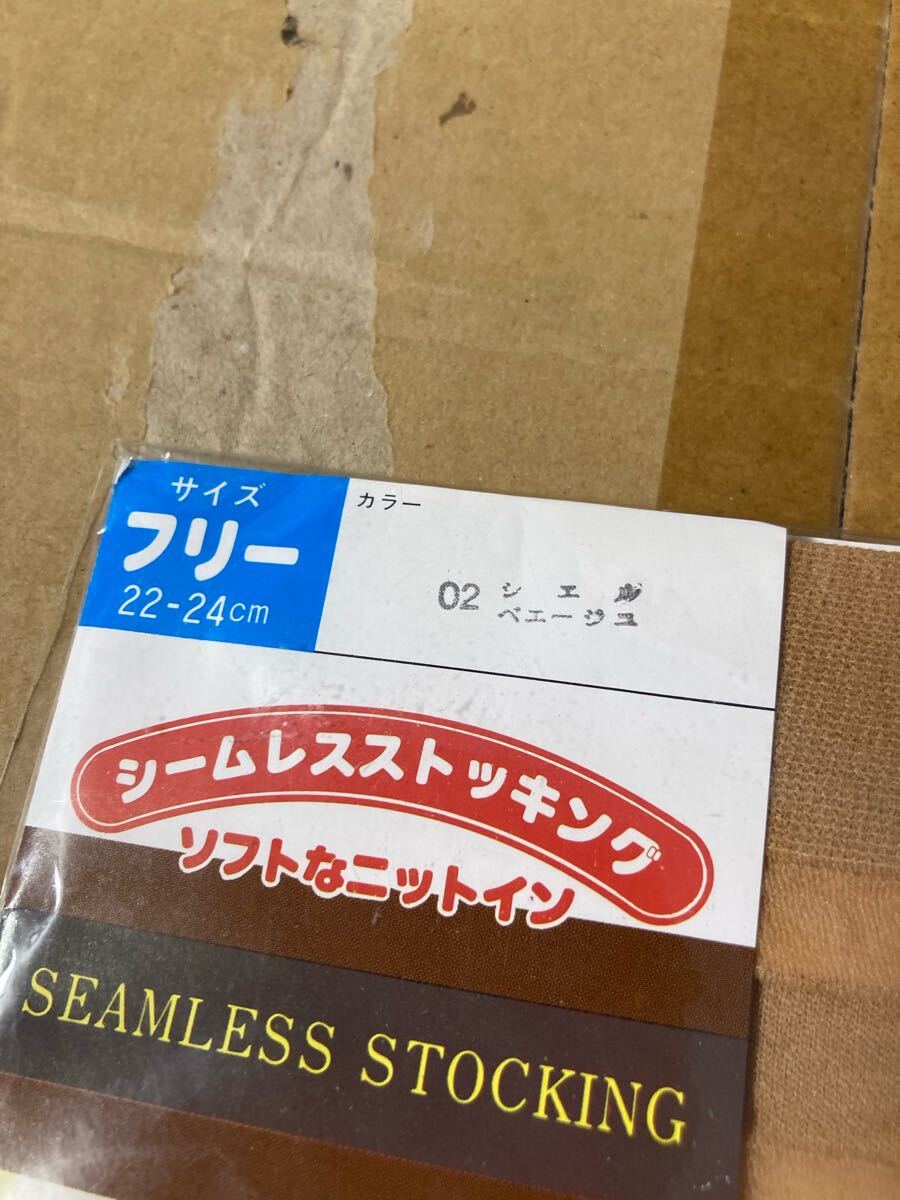 サイズ
フリー
22-24cm
カラー
02 シエル
ベエージュ
シームレスストッキング
ソフトなニットイン
SEAMLESS STOCKING